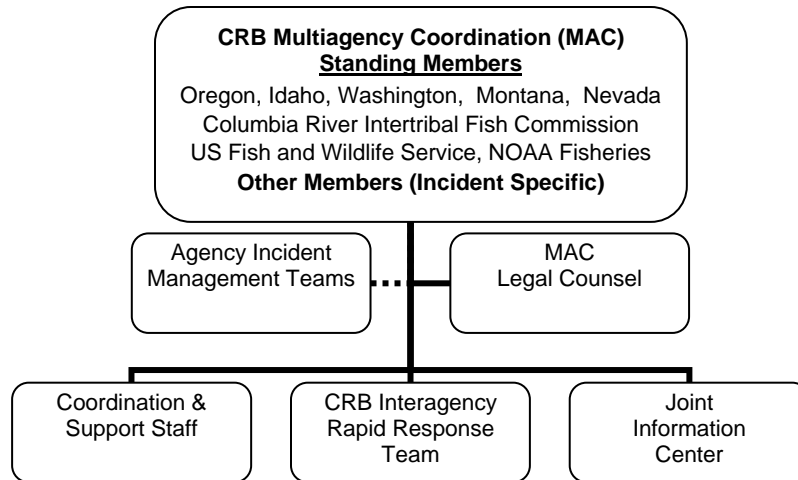 CRB Multiagency Coordination (MAC)
Standing Members
Oregon, Idaho, Washington, Montana, Nevada
Columbia River Intertribal Fish Commission
US Fish and Wildlife Service, NOAA Fisheries
Other Members (Incident Specific)
Agency Incident
Management Teams
MAC
Legal Counsel
Coordination &
Support Staff
CRB Interagency
Rapid Response
Team
Joint
Information
Center